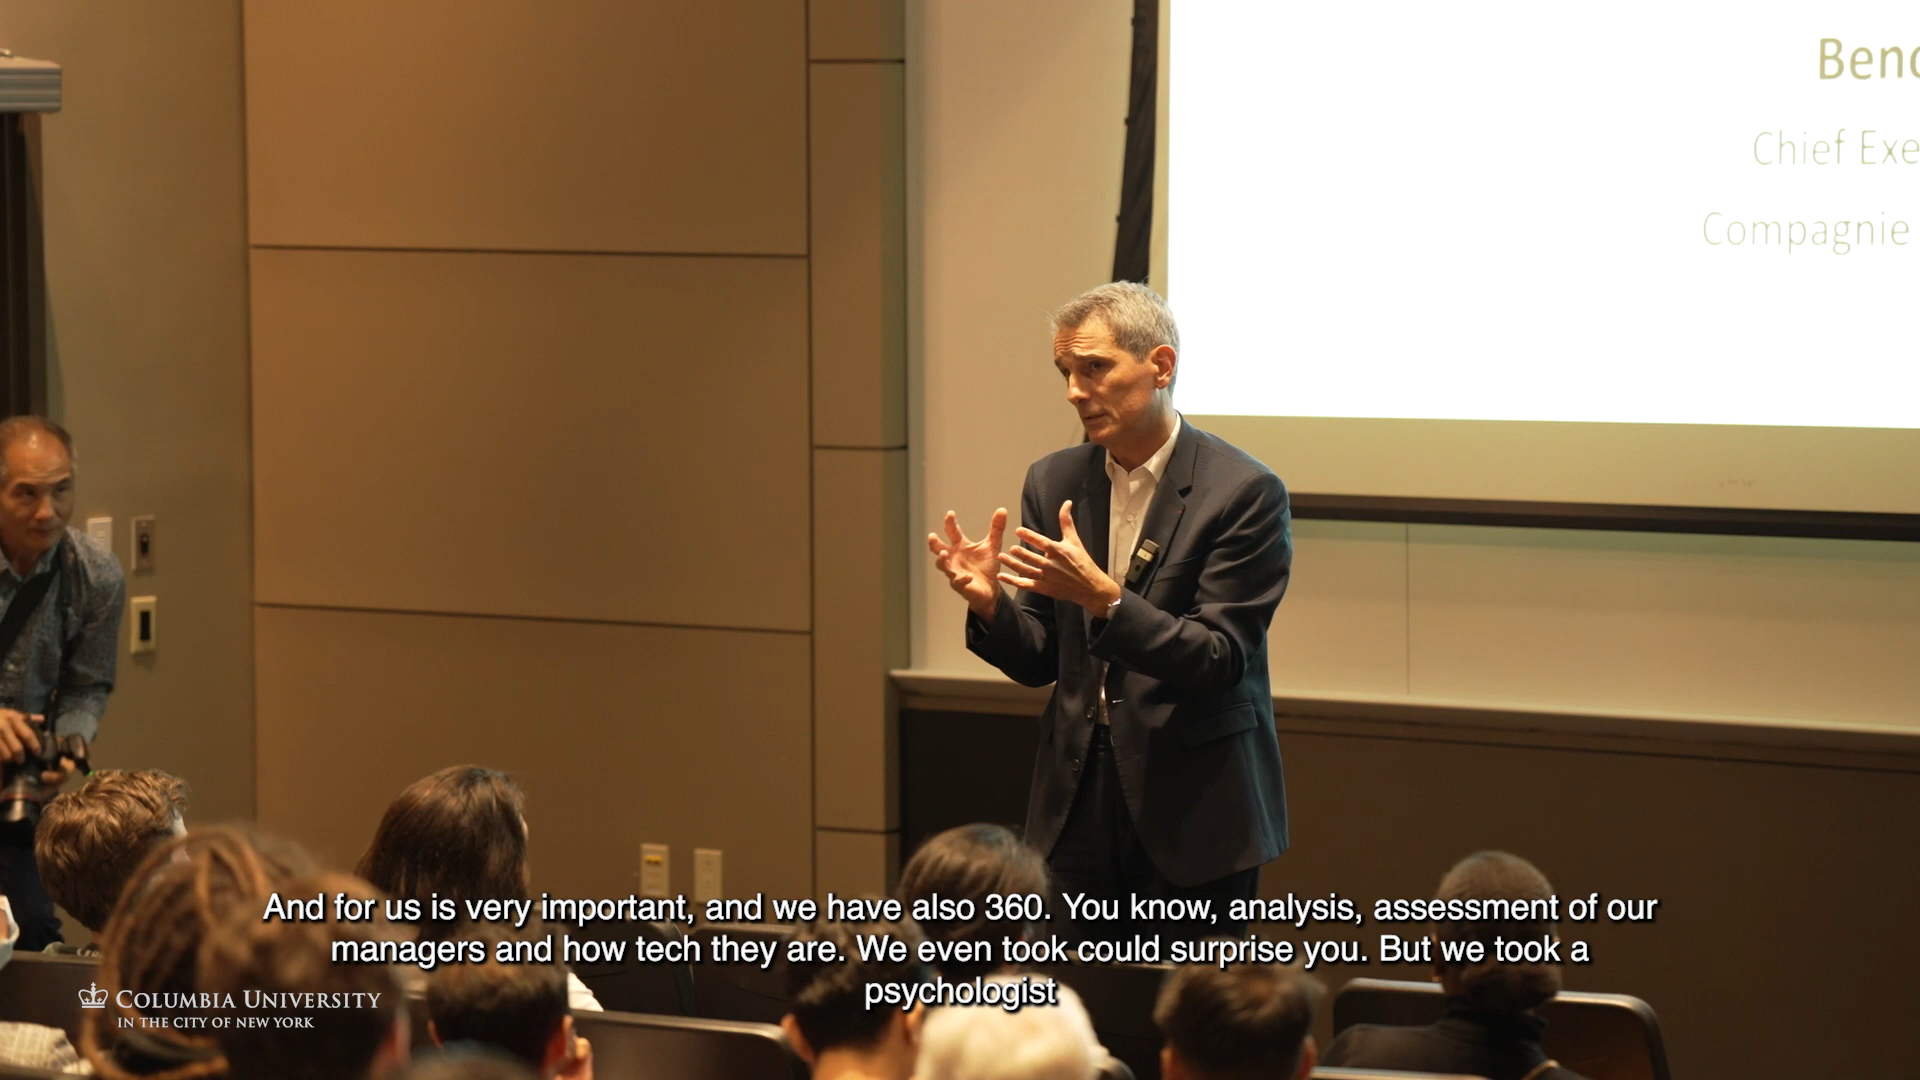 Beno
Chief Exe
Compagnie
And for us is very important, and we have also 360. You know, analysis, assessment of our
managers and how tech they are. We even took could surprise you. But we took a
psychologist
COLUMBIA UNIVERSITY
IN THE CITY OF NEW YORK